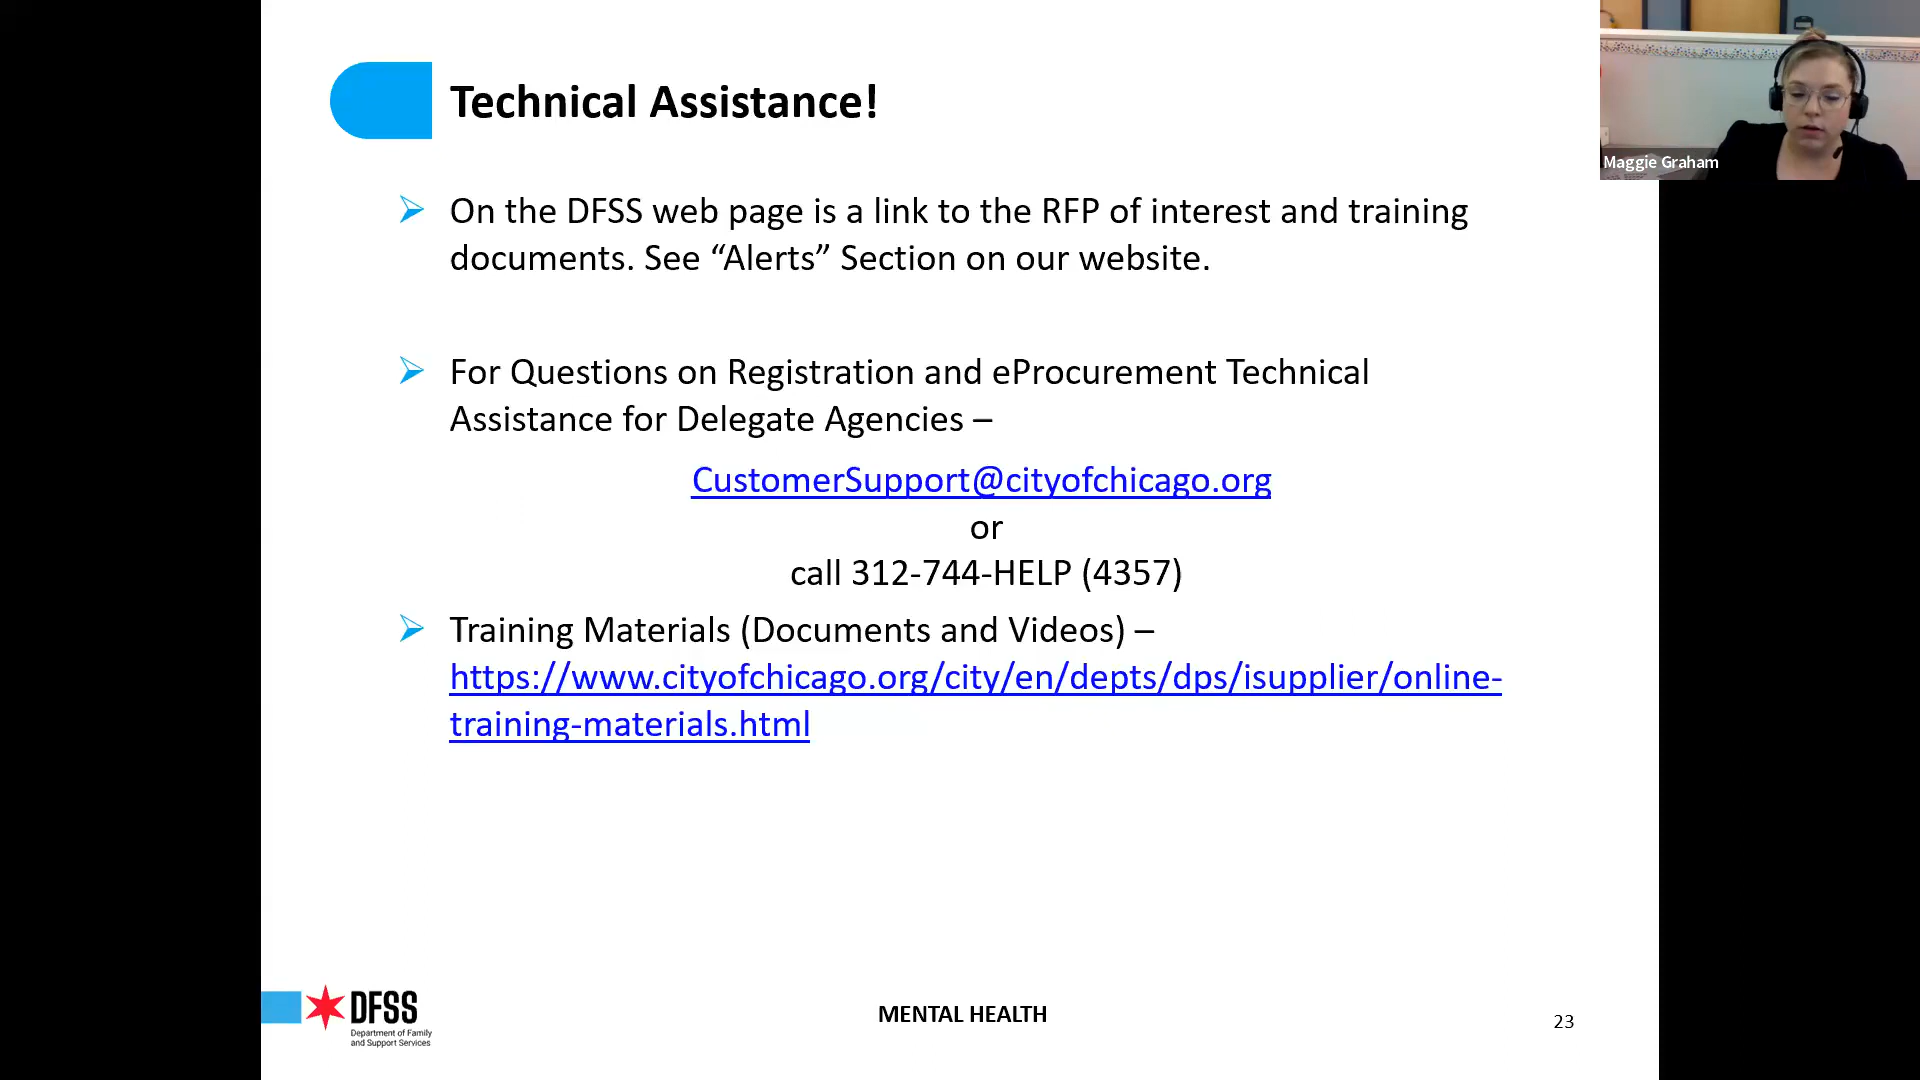 Technical Assistance!
Maggie Graham
On the DFSS web page is a link to the RFP of interest and training
documents. See “Alerts” Section on our website.
For Questions on Registration and eProcurement Technical
Assistance for Delegate Agencies –
CustomerSupport@cityofchicago.org
or
call 312-744-HELP (4357)
Training Materials (Documents and Videos) –
https://www.cityofchicago.org/city/en/depts/dps/isupplier/online-
training-materials.html
DFSS
Department of Family
and Support Services
MENTAL HEALTH
23